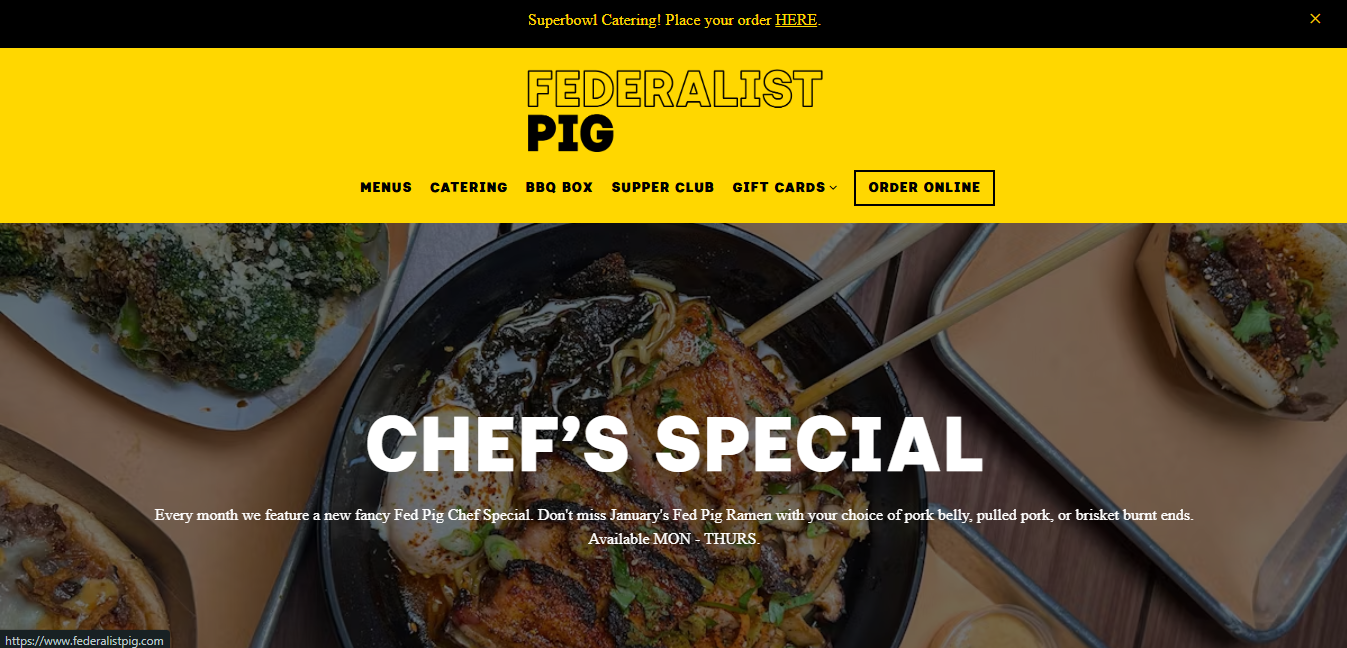 Superbowl Catering! Place your order HERE.
×
FEDERALIST
PIG
MENUS CATERING BBQ BOX SUPPER CLUB GIFT CARDS ORDER ONLINE
CHEF’S SPECIAL
Every month we feature a new fancy Fed Pig Chef Special. Don't miss January's Fed Pig Ramen with your choice of pork belly, pulled pork, or brisket burnt ends.
Available MON - THURS.
https://www.federalistpig.com